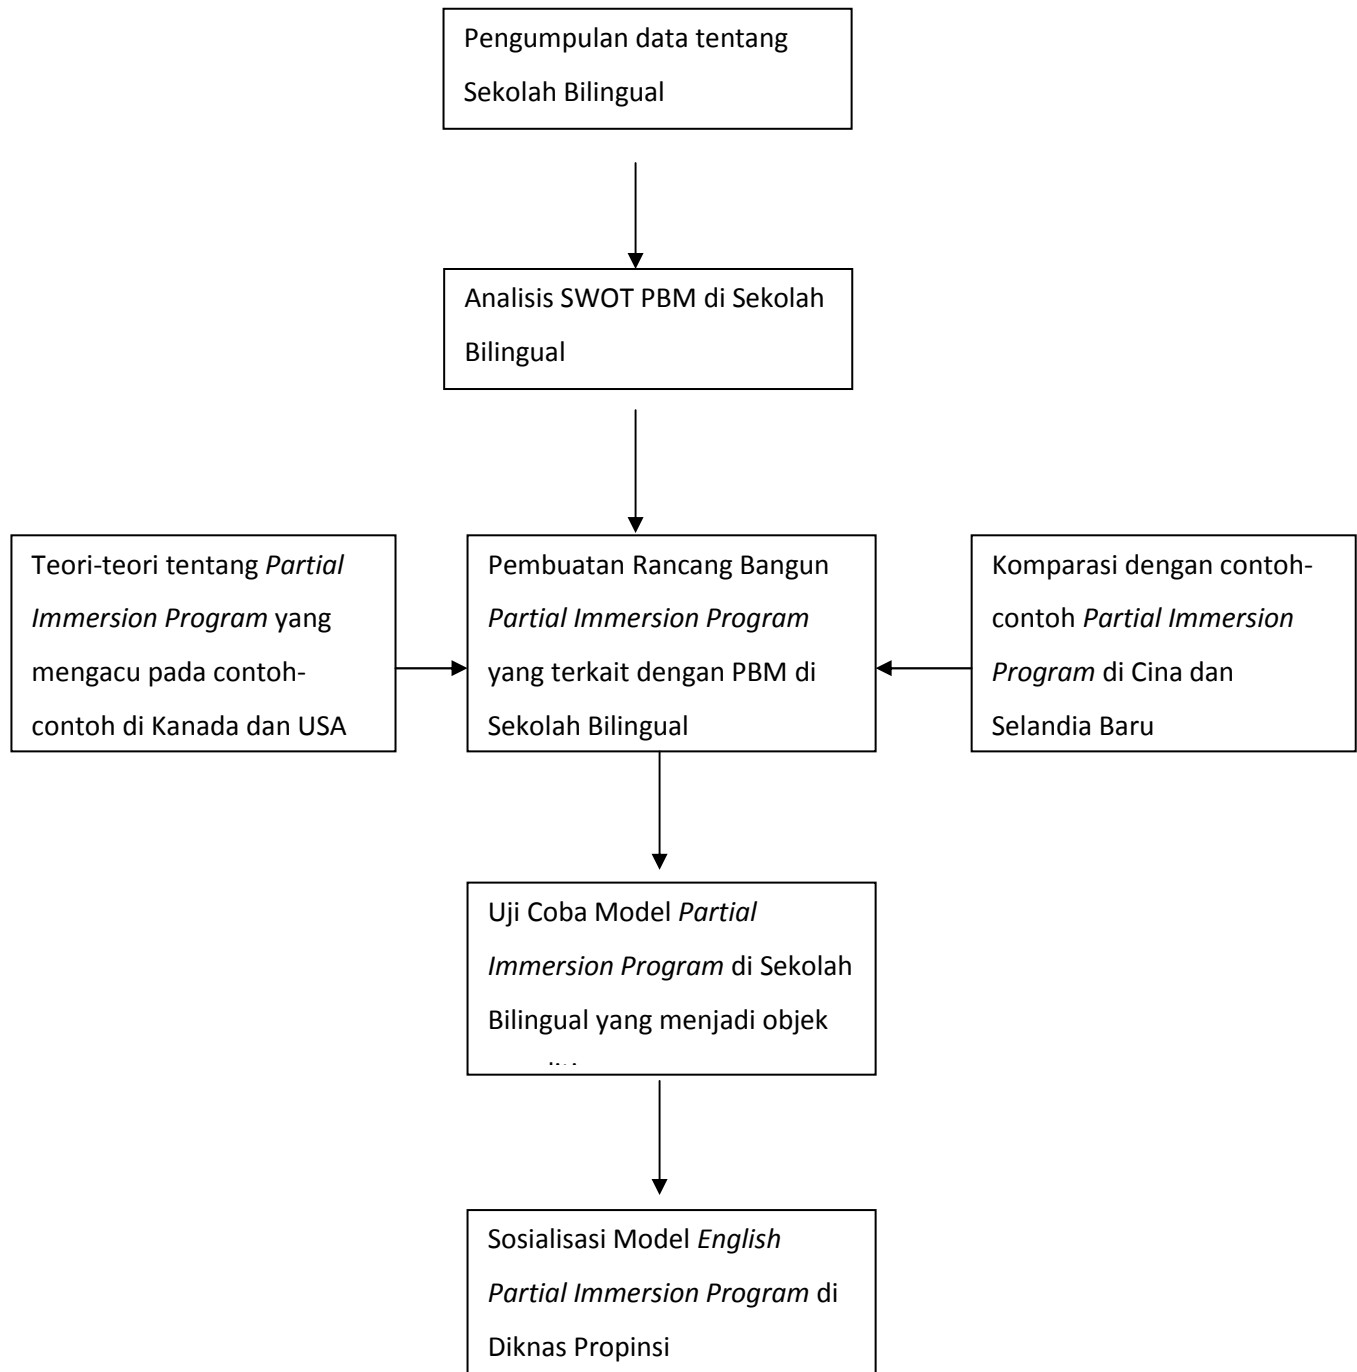 Pengumpulan data tentang
Sekolah Bilingual
Analisis SWOT PBM di Sekolah
Bilingual
Teori-teori tentang Partial
Immersion Program yang
mengacu pada contoh-
contoh di Kanada dan USA
Pembuatan Rancang Bangun
Partial Immersion Program
yang terkait dengan PBM di
Sekolah Bilingual
Komparasi dengan contoh-
contoh Partial Immersion
Program di Cina dan
Selandia Baru
Uji Coba Model Partial
Immersion Program di Sekolah
Bilingual yang menjadi objek
Sosialisasi Model English
Partial Immersion Program di
Diknas Propinsi